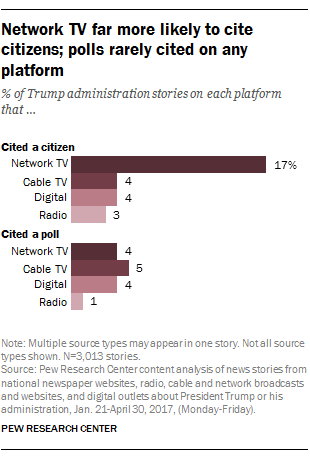 Network TV far more likely to cite
citizens; polls rarely cited on any
platform
% of Trump administration stories on each platform
that ...
Cited a citizen
Network TV 17%
Cable TV 4
Digital 4
Radio 3
Cited a poll
Network TV 4
Cable TV 5
Digital 4
Radio 1
Note: Multiple source types may appear in one story. Not all source
types shown. N=3,013 stories.
Source: Pew Research Center content analysis of news stories from
national newspaper websites, radio, cable and network broadcasts
and websites, and digital outlets about President Trump or his
administration, Jan. 21-April 30, 2017, (Monday-Friday).
PEW RESEARCH CENTER